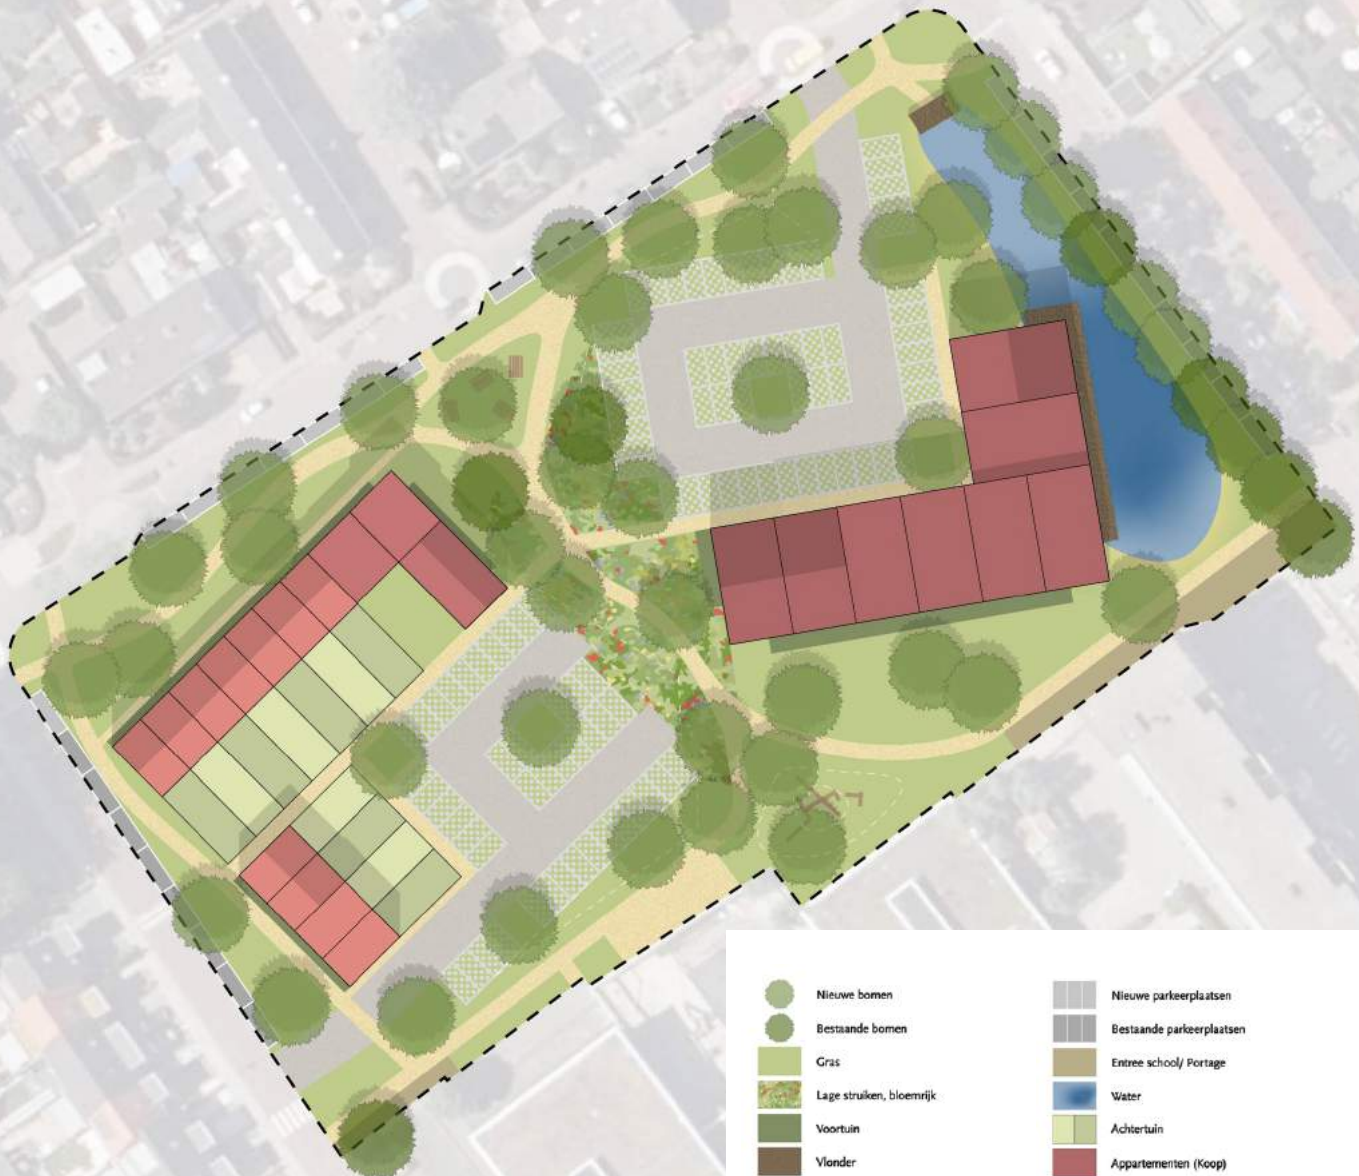 Nieuwe bomen
Bestaande bomen
Gras
Lage struiken, bloemrijk
Voortuin
Vlonder
Nieuwe parkeerplaatsen
Bestaande parkeerplaatsen
Entree school/ Portage
Water
Achtertuin
Appartementen (Koop)